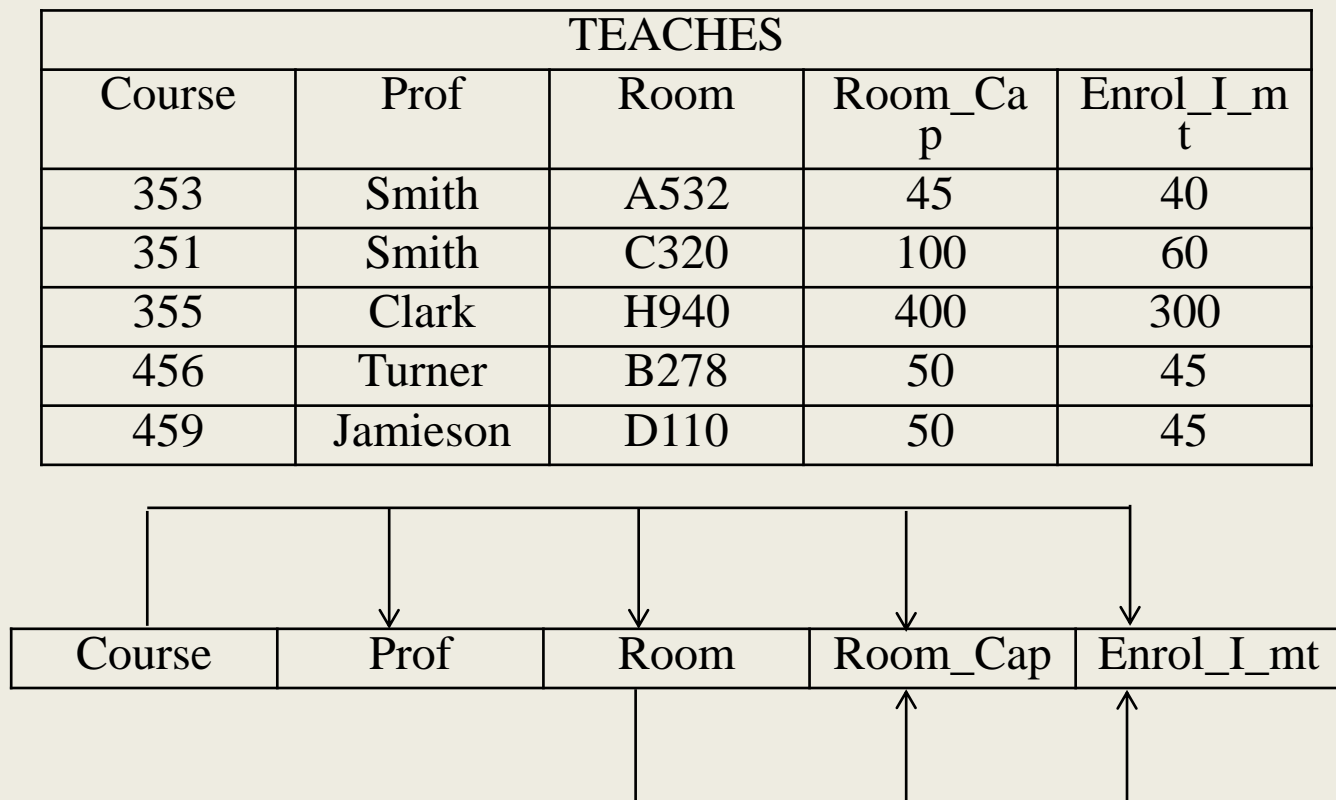 TEACHES
Course Prof Room Room_Ca Enrol_I_m
p t
353 Smith A532 45 40
351 Smith C320 100 60
355 Clark H940 400 300
456 Turner B278 50 45
459 Jamieson D110 50 45
Course Prof Room Room_Cap Enrol_I_mt